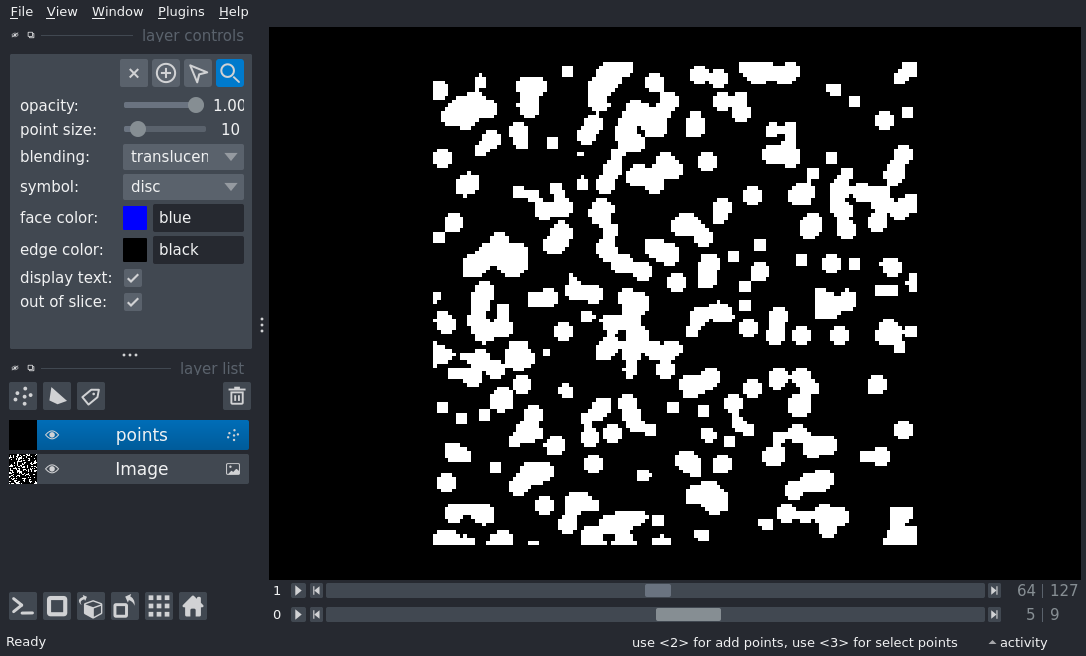 File View Window Plugins Help
layer controls
opacity: 1.00
point size: 10
blending: translucen
symbol: disc
face color: blue
edge color: black
display text:
out of slice:
layer list
points
Image
1 64 127
0 5 9
Ready use <2> for add points, use <3> for select points activity